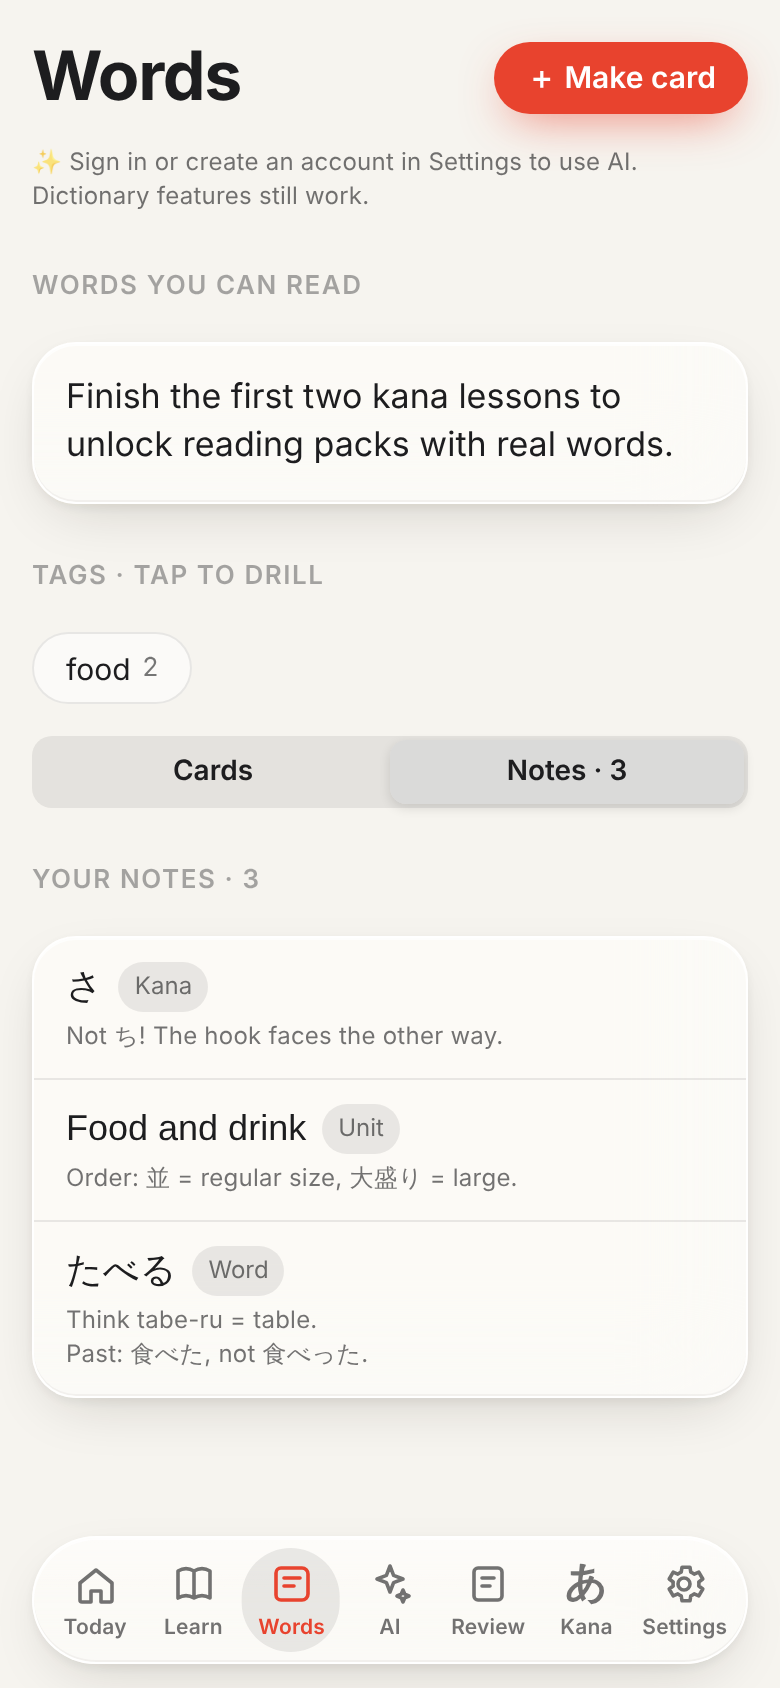 Words
+ Make card
✨ Sign in or create an account in Settings to use AI.
Dictionary features still work.
WORDS YOU CAN READ
Finish the first two kana lessons to
unlock reading packs with real words.
TAGS · TAP TO DRILL
food 2
Cards
Notes · 3
YOUR NOTES · 3
さ Kana
Not ち! The hook faces the other way.
Food and drink Unit
Order: 並 = regular size, 大盛り = large.
たべる Word
Think tabe-ru = table.
Past: 食べた, not 食べった.
あ
Today Learn Words AI Review Kana Settings